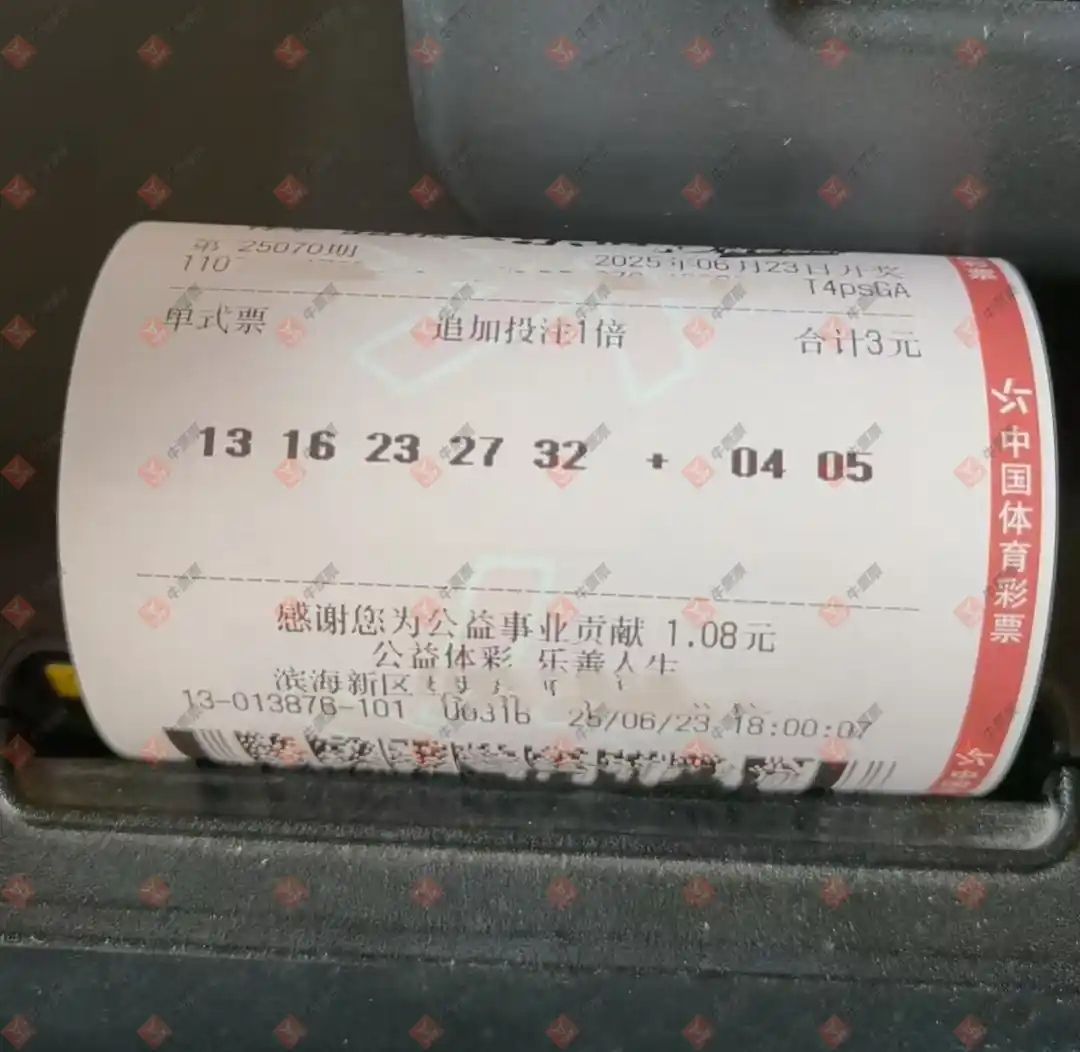 第 25070期 2025年06月23日开奖
110 T4psGA
单式票 追加投注1倍 合计3元
13 16 23 27 32 + 04 05
感谢您为公益事业贡献 1.08元
公益体彩 乐善人生
滨海新区
13-013876-101 00316 25/06/23 18:00:07
中国体育彩票